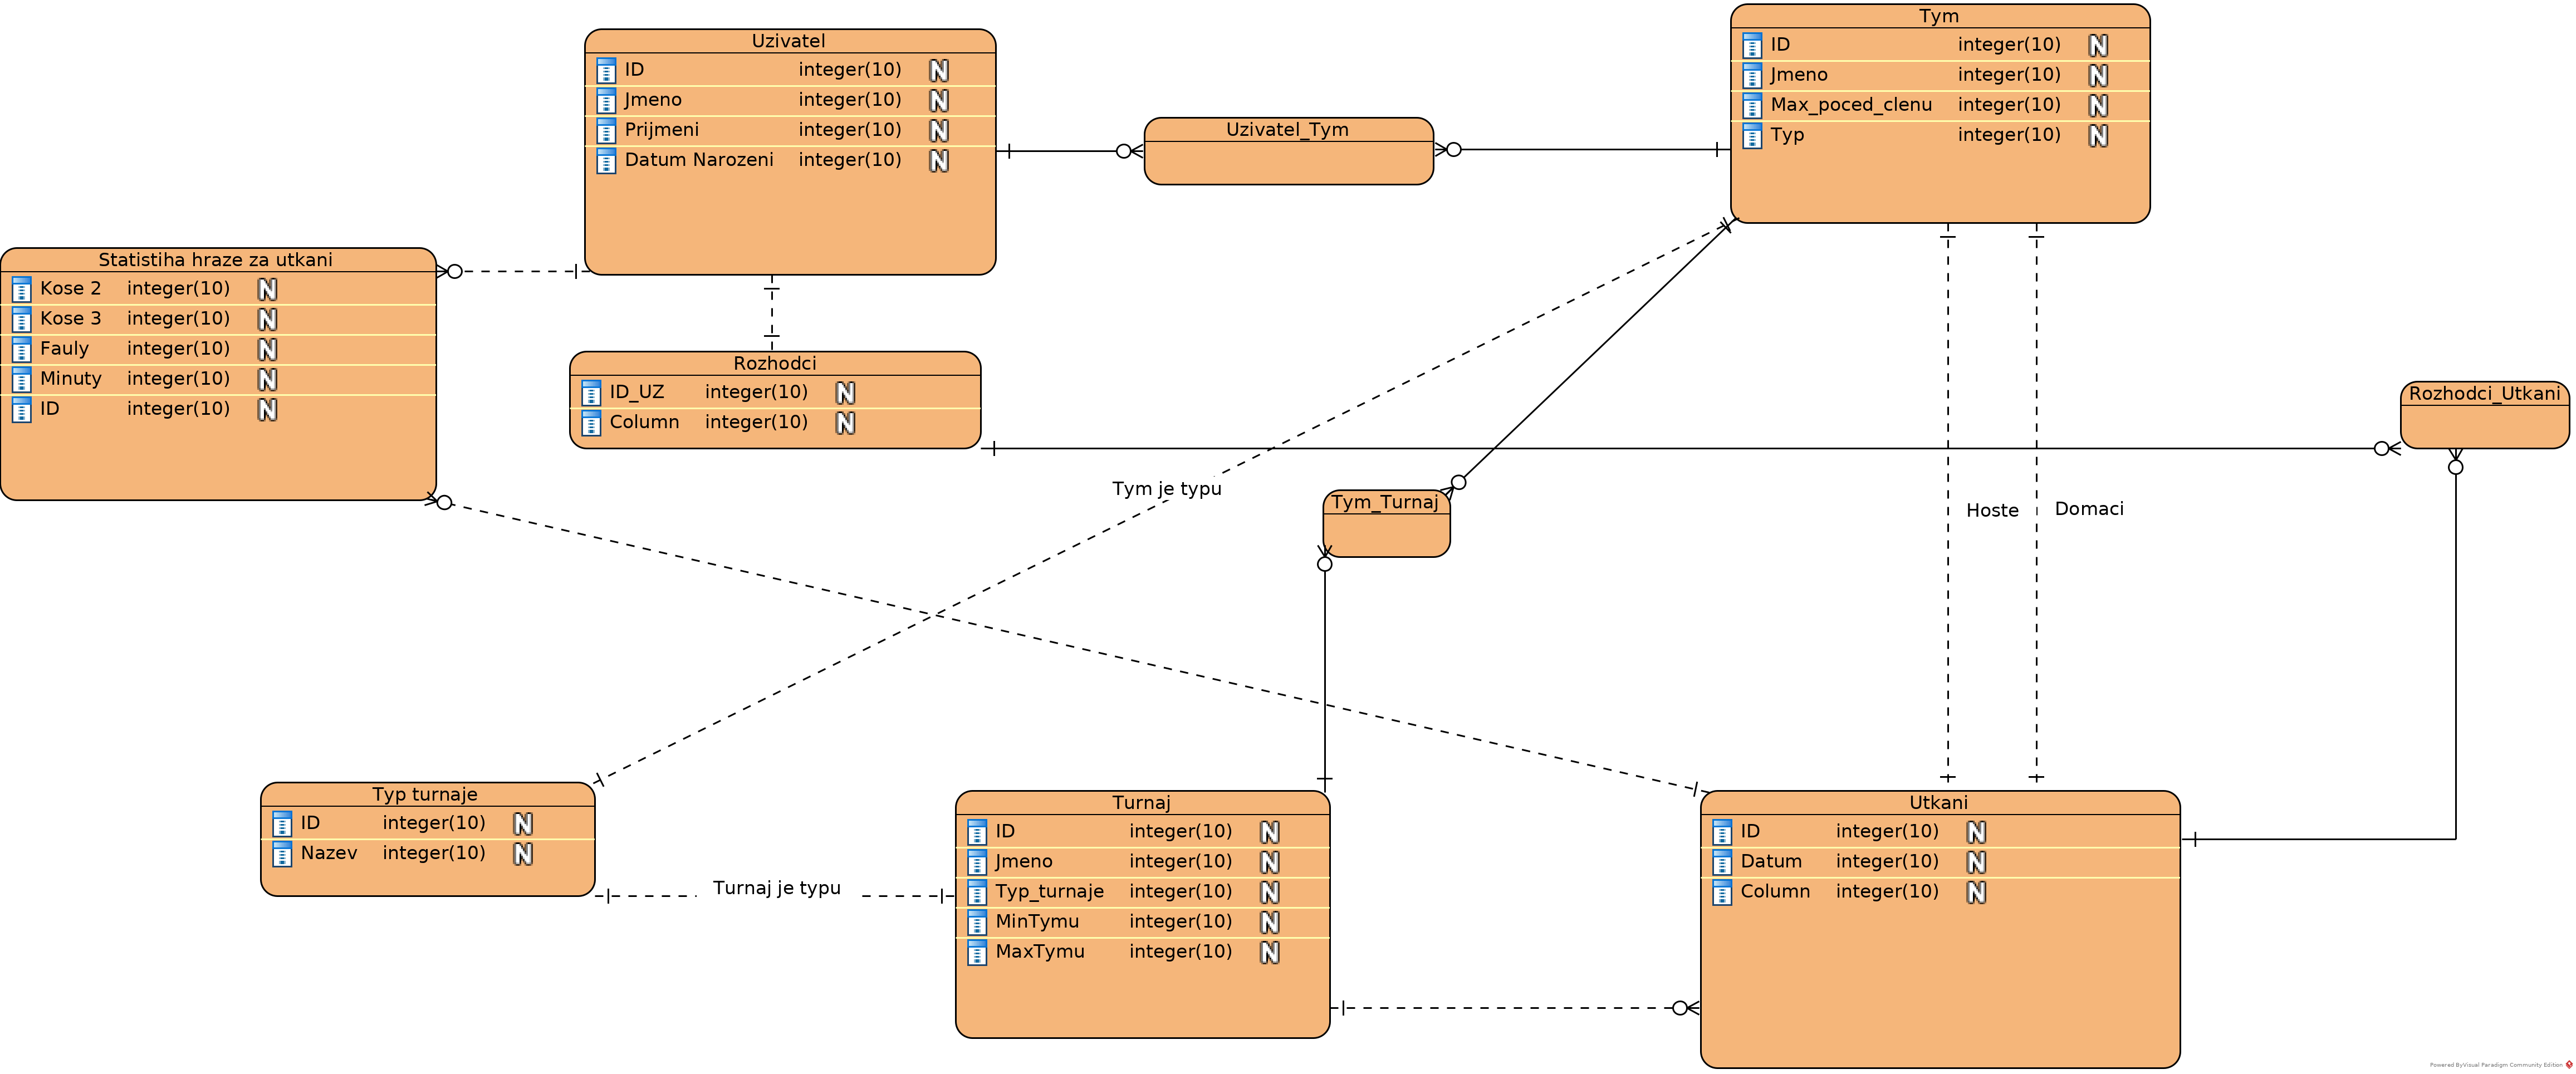 Uzivatel
ID integer(10) N
Jmeno integer(10) N
Prijmeni integer(10) N
Datum Narozeni integer(10) N
Uzivatel_Tym
Tym
ID integer(10) N
Jmeno integer(10) N
Max_poced_clenu integer(10) N
Typ integer(10) N
Statistiha hraze za utkani
Kose 2 integer(10) N
Kose 3 integer(10) N
Fauly integer(10) N
Minuty integer(10) N
ID integer(10) N
Rozhodci
ID_UZ integer(10) N
Column integer(10) N
Rozhodci_Utkani
Tym je typu
Tym_Turnaj
Hoste
Domaci
Typ turnaje
ID integer(10) N
Nazev integer(10) N
Turnaj je typu
Turnaj
ID integer(10) N
Jmeno integer(10) N
Typ_turnaje integer(10) N
MinTymu integer(10) N
MaxTymu integer(10) N
Utkani
ID integer(10) N
Datum integer(10) N
Column integer(10) N
Powered ByVisual Paradigm Community Edition